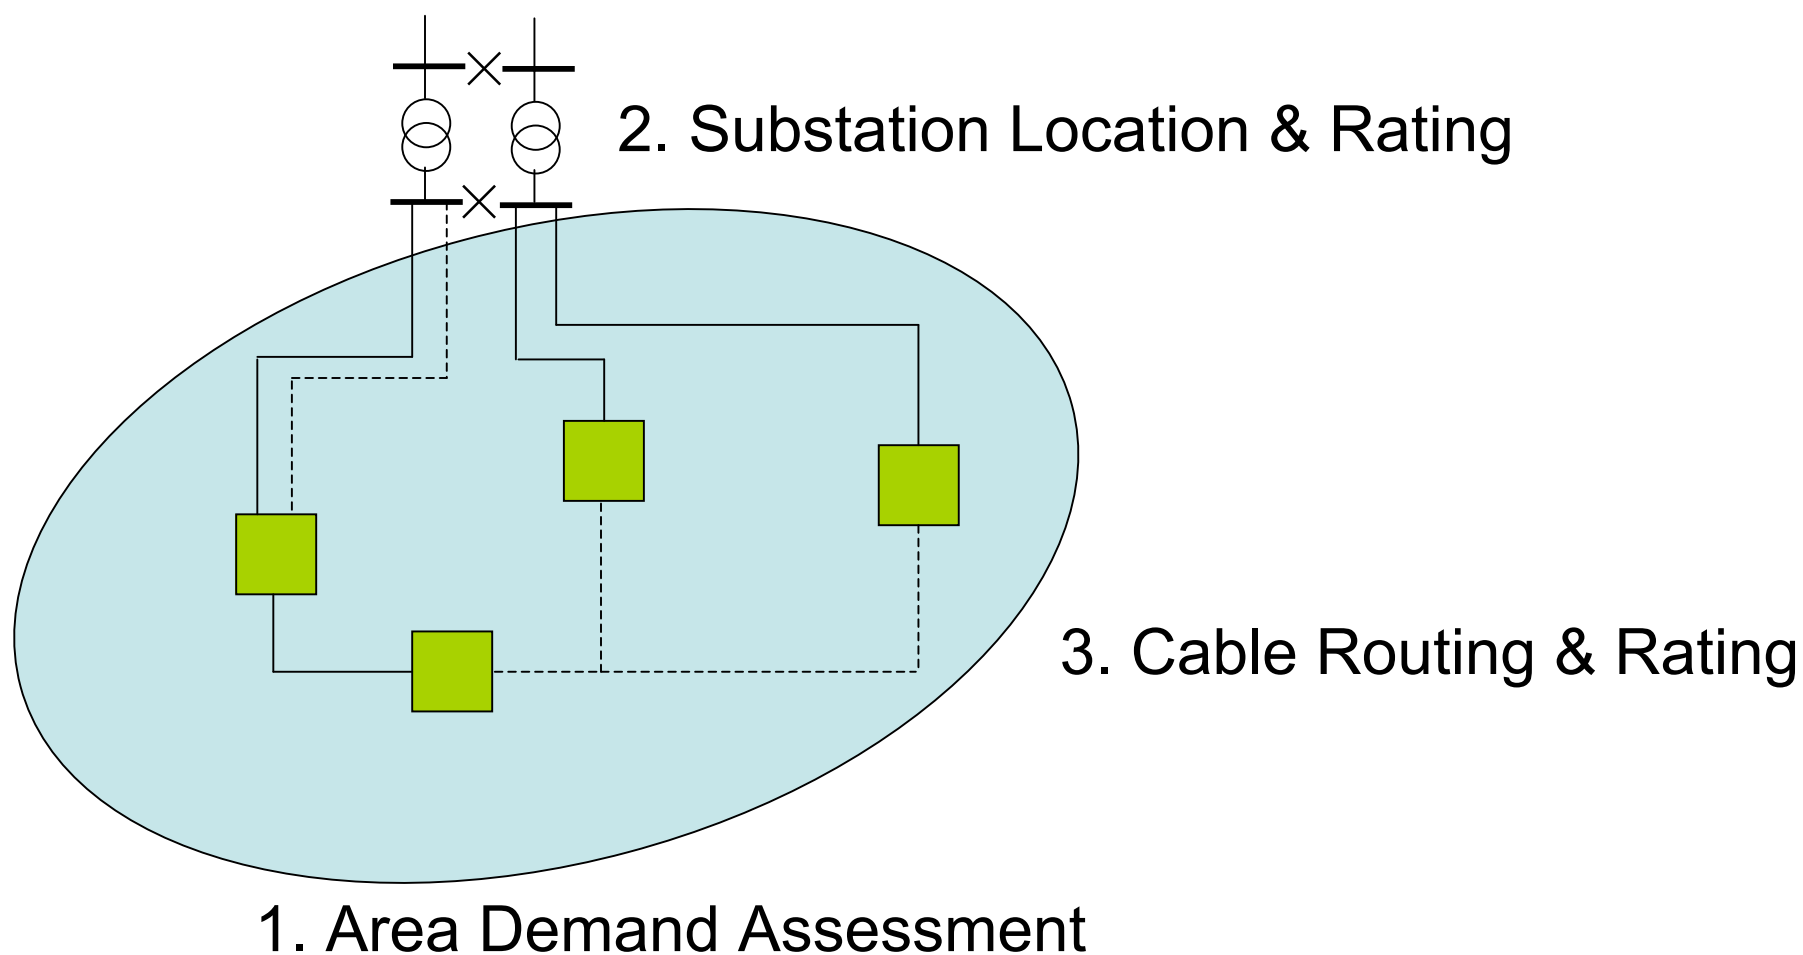 2. Substation Location & Rating
3. Cable Routing & Rating
1. Area Demand Assessment